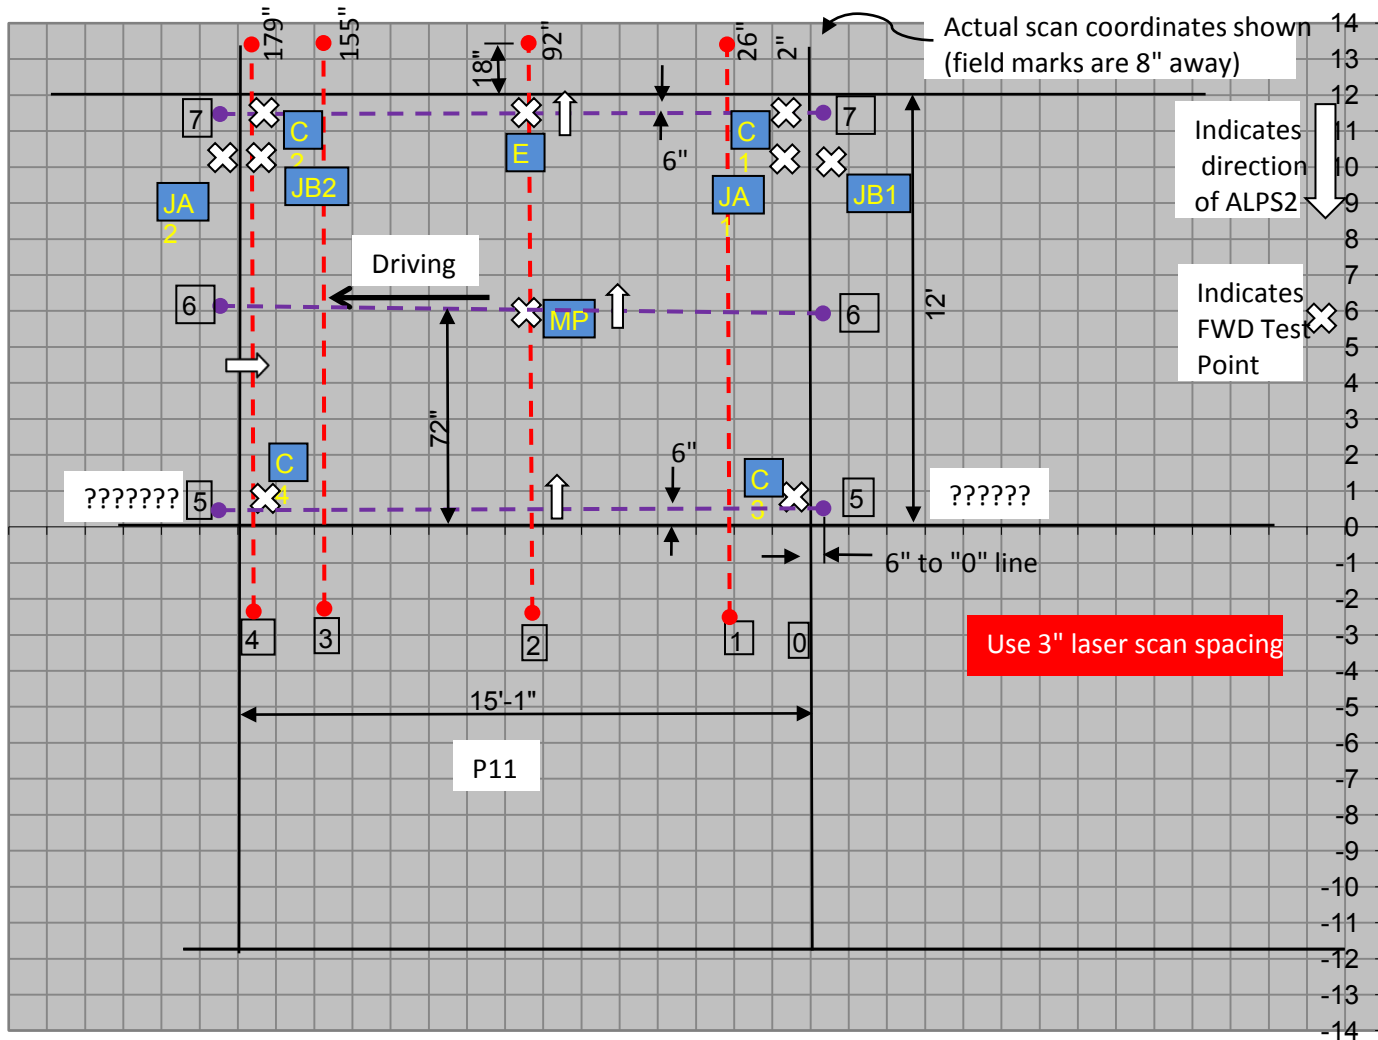 179"
155"
92"
26"
2"
18"
Actual scan coordinates shown
(field marks are 8" away)
14
13
12
11
10
9
8
7
6
5
4
3
2
1
0
-1
-2
-3
-4
-5
-6
-7
-8
-9
-10
-11
-12
-13
-14
7
C
2
E
6"
C
1
7
Indicates
direction
of ALPS2
JA
2
JB2
JA
1
JB1
Driving
6
MP
6
12'
Indicates
FWD Test
Point
72"
C
4
6"
C
3
???????
5
5
??????
6" to "0" line
4
3
2
1
0
Use 3" laser scan spacing
15'-1"
P11